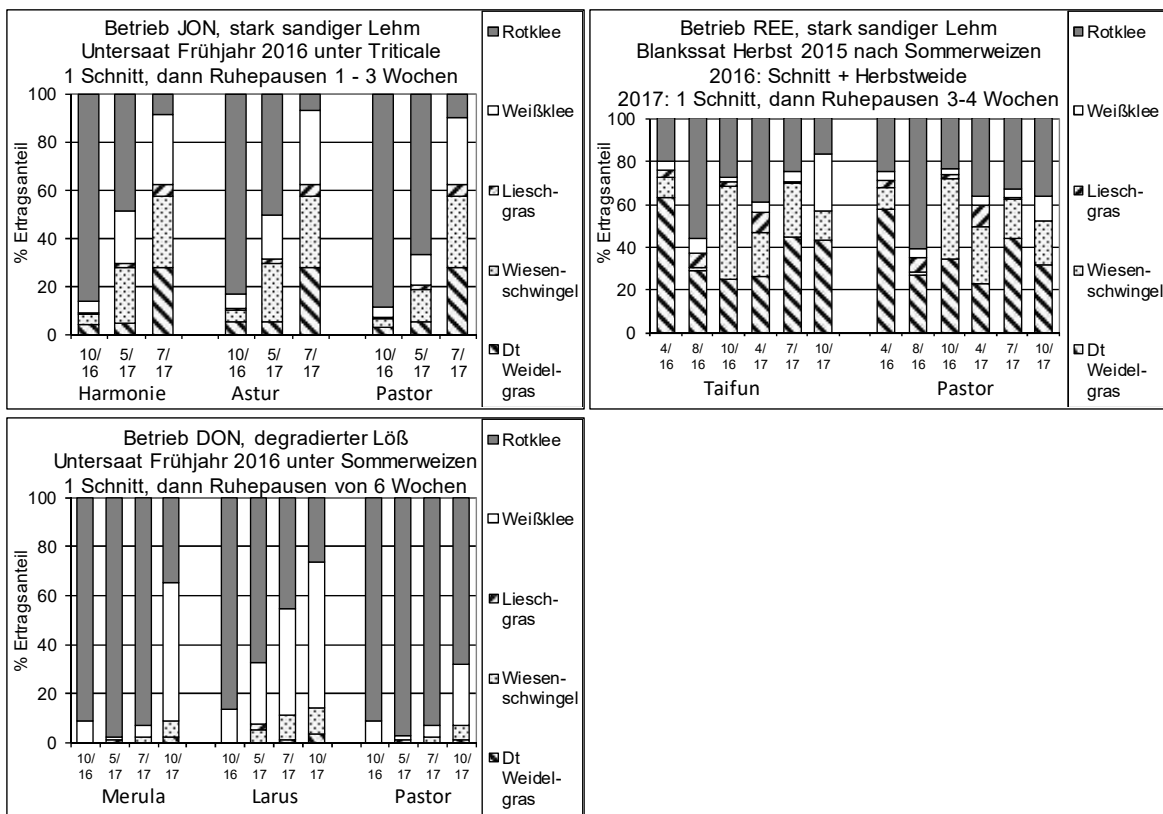 Betrieb JON, stark sandiger Lehm
Untersaat Frühjahr 2016 unter Triticale
1 Schnitt, dann Ruhepausen 1 - 3 Wochen
% Ertragsanteil
100
80
60
40
20
0
10/ 5/ 7/ 10/ 5/ 7/ 10/ 5/ 7/
16 17 17 16 17 17 16 17 17
Harmonie Astur Pastor
Rotklee
Weißklee
Liesch-
gras
Wiesen-
schwingel
Dt
Weidel-
gras
Betrieb REE, stark sandiger Lehm
Blankssat Herbst 2015 nach Sommerweizen
2016: Schnitt + Herbstweide
2017: 1 Schnitt, dann Ruhepausen 3-4 Wochen
% Ertragsanteil
100
80
60
40
20
0
4/ 8/ 10/ 4/ 7/ 10/ 4/ 8/ 10/ 4/ 7/ 10/
16 16 16 17 17 17 16 16 16 17 17 17
Taifun Pastor
Rotklee
Weißklee
Liesch-
gras
Wiesen-
schwingel
Dt
Weidel-
gras
Betrieb DON, degradierter Löß
Untersaat Frühjahr 2016 unter Sommerweizen
1 Schnitt, dann Ruhepausen von 6 Wochen
% Ertragsanteil
100
80
60
40
20
0
10/ 5/ 7/ 10/ 10/ 5/ 7/ 10/ 10/ 5/ 7/ 10/
16 17 17 17 16 17 17 17 16 17 17 17
Merula Larus Pastor
Rotklee
Weißklee
Liesch-
gras
Wiesen-
schwingel
Dt
Weidel-
gras